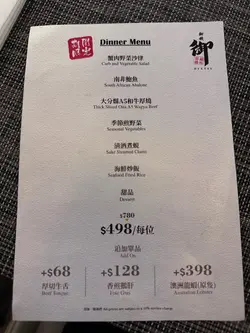 Dinner Menu
御
蟹肉野菜沙律
Crab and Vegetable Salad
南非鮑魚
South African Abalone
大分縣A5和牛厚燒
Thick Sliced Oita A5 Wagyu Beef
季節煎野菜
Seasonal Vegetables
清酒煮蜆
Sake Steamed Clams
海鮮炒飯
Seafood Fried Rice
甜品
Dessert
$780
$498/每位
追加單品
Add On
+$68
厚切牛舌
Beef Tongue
+$128
香煎鵝肝
Foie Gras
+$398
澳洲龍蝦(原隻)
Australian Lobster